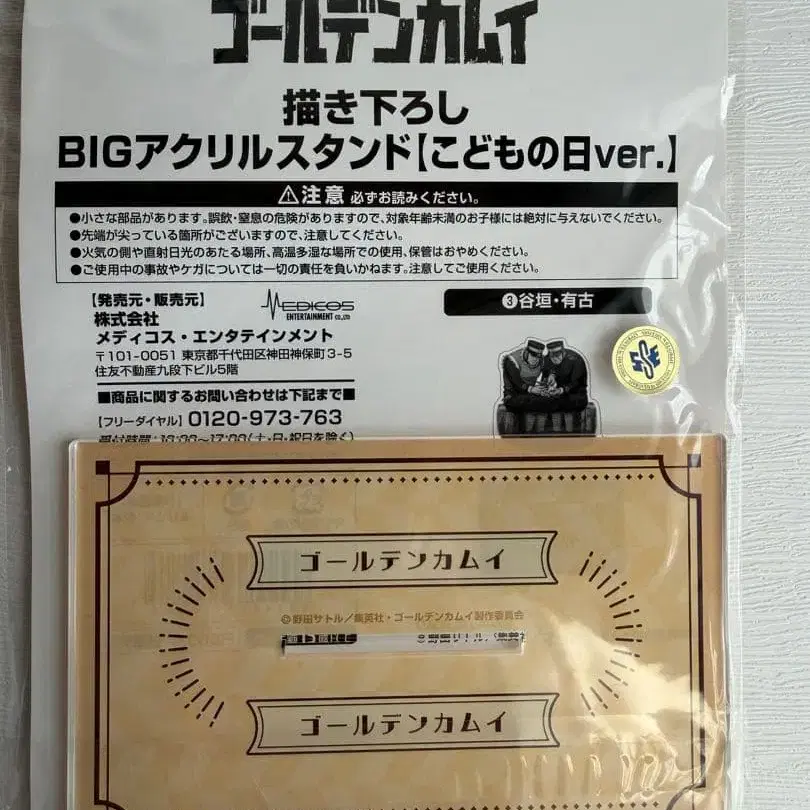 ゴールデンカムイ
描き下ろし
BIGアクリルスタンド【こどもの日ver.】
⚠注意 必ずお読みください。
●小さな部品があります。誤飲・窒息の危険がありますので、対象年齢未満のお子様には絶対に与えないでください。
●先端が尖っている箇所がございますので、注意してください。
●火気の側や直射日光のあたる場所、高温多湿な場所での使用、保管はおやめください。
●ご使用中の事故やケガについては一切の責任を負いかねます。注意してご使用ください。
【発売元・販売元】
株式会社
メディコス・エンタテインメント
〒101-0051 東京都千代田区神田神保町3-5
住友不動産九段下ビル5階
MEDICOS
ENTERTAINMENT CO.,LTD
③谷垣・有古
■商品に関するお問い合わせは下記まで■
【フリーダイヤル】0120-973-763
受付時間:10:00〜17:00(土・日・祝日を除く)
ゴールデンカムイ
©野田サトル／集英社・ゴールデンカムイ製作委員会
ゴールデンカムイ